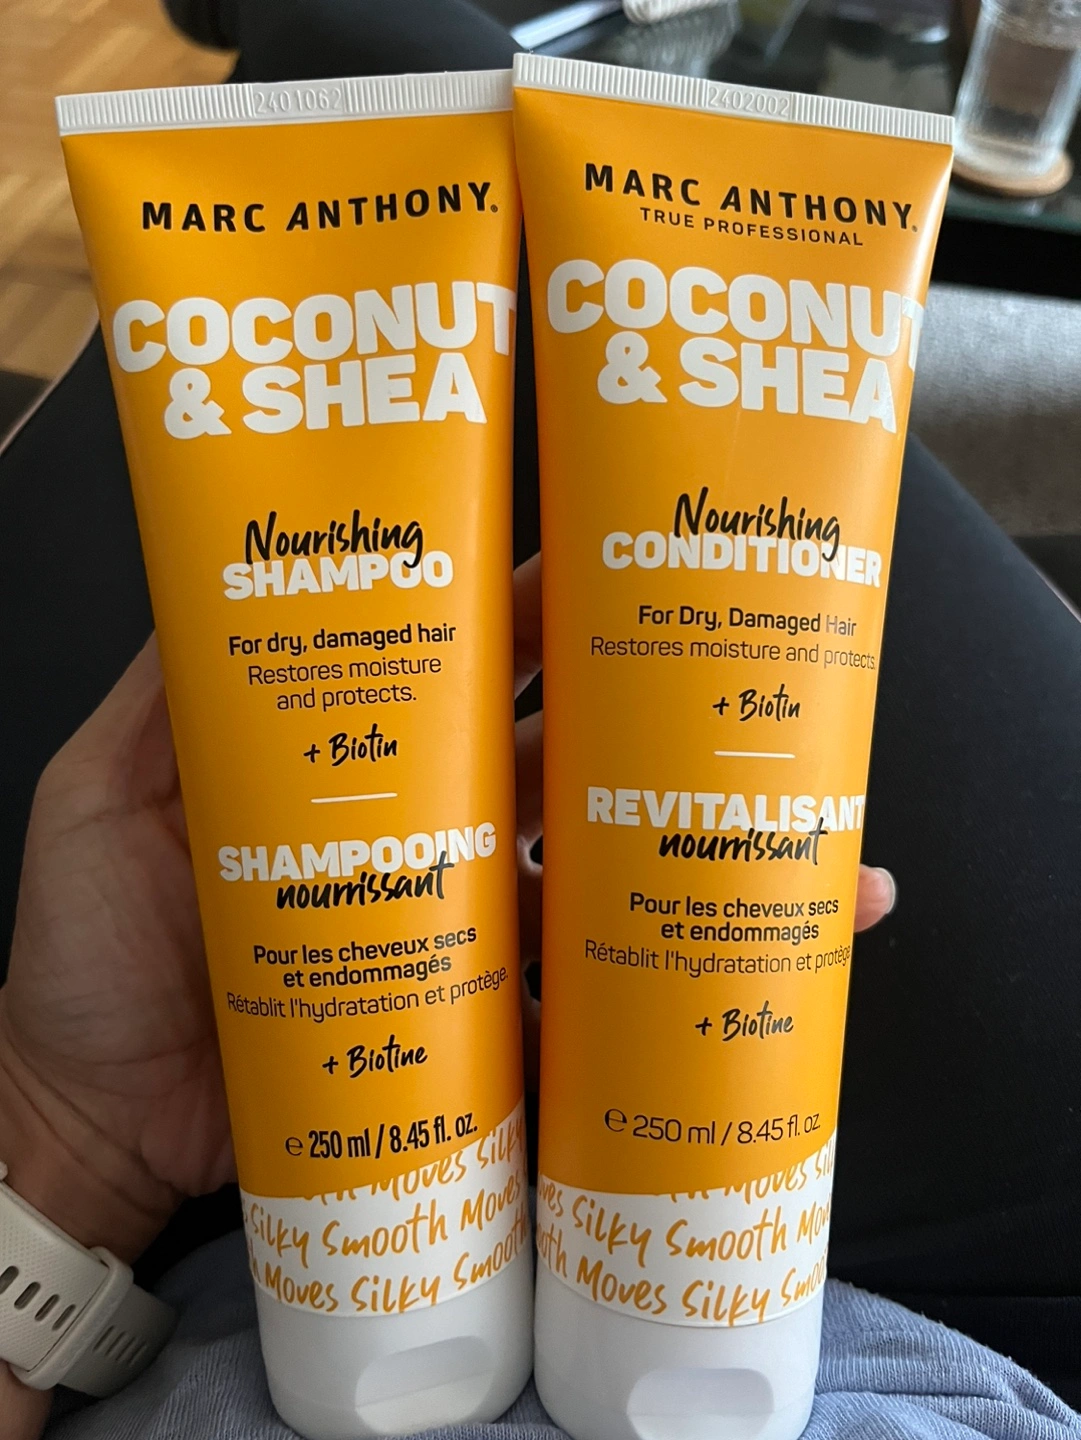 2401062
MARC ANTHONY®
COCONUT
& SHEA
Nourishing
SHAMPOO
For dry, damaged hair
Restores moisture
and protects.
+ Biotin
SHAMPOOING
nourrissant
Pour les cheveux secs
et endommagés
Rétablit l'hydratation et protège.
+ Biotine
℮ 250 ml / 8.45 fl. oz.
Moves Silky
Silky Smooth Moves
Moves Silky Smooth
2402002
MARC ANTHONY®
TRUE PROFESSIONAL
COCONUT
& SHEA
Nourishing
CONDITIONER
For Dry, Damaged Hair
Restores moisture and protects.
+ Biotin
REVITALISANT
nourrissant
Pour les cheveux secs
et endommagés
Rétablit l'hydratation et protège
+ Biotine
℮ 250 ml / 8.45 fl. oz.
Moves
Silky Smooth
Moves Silky